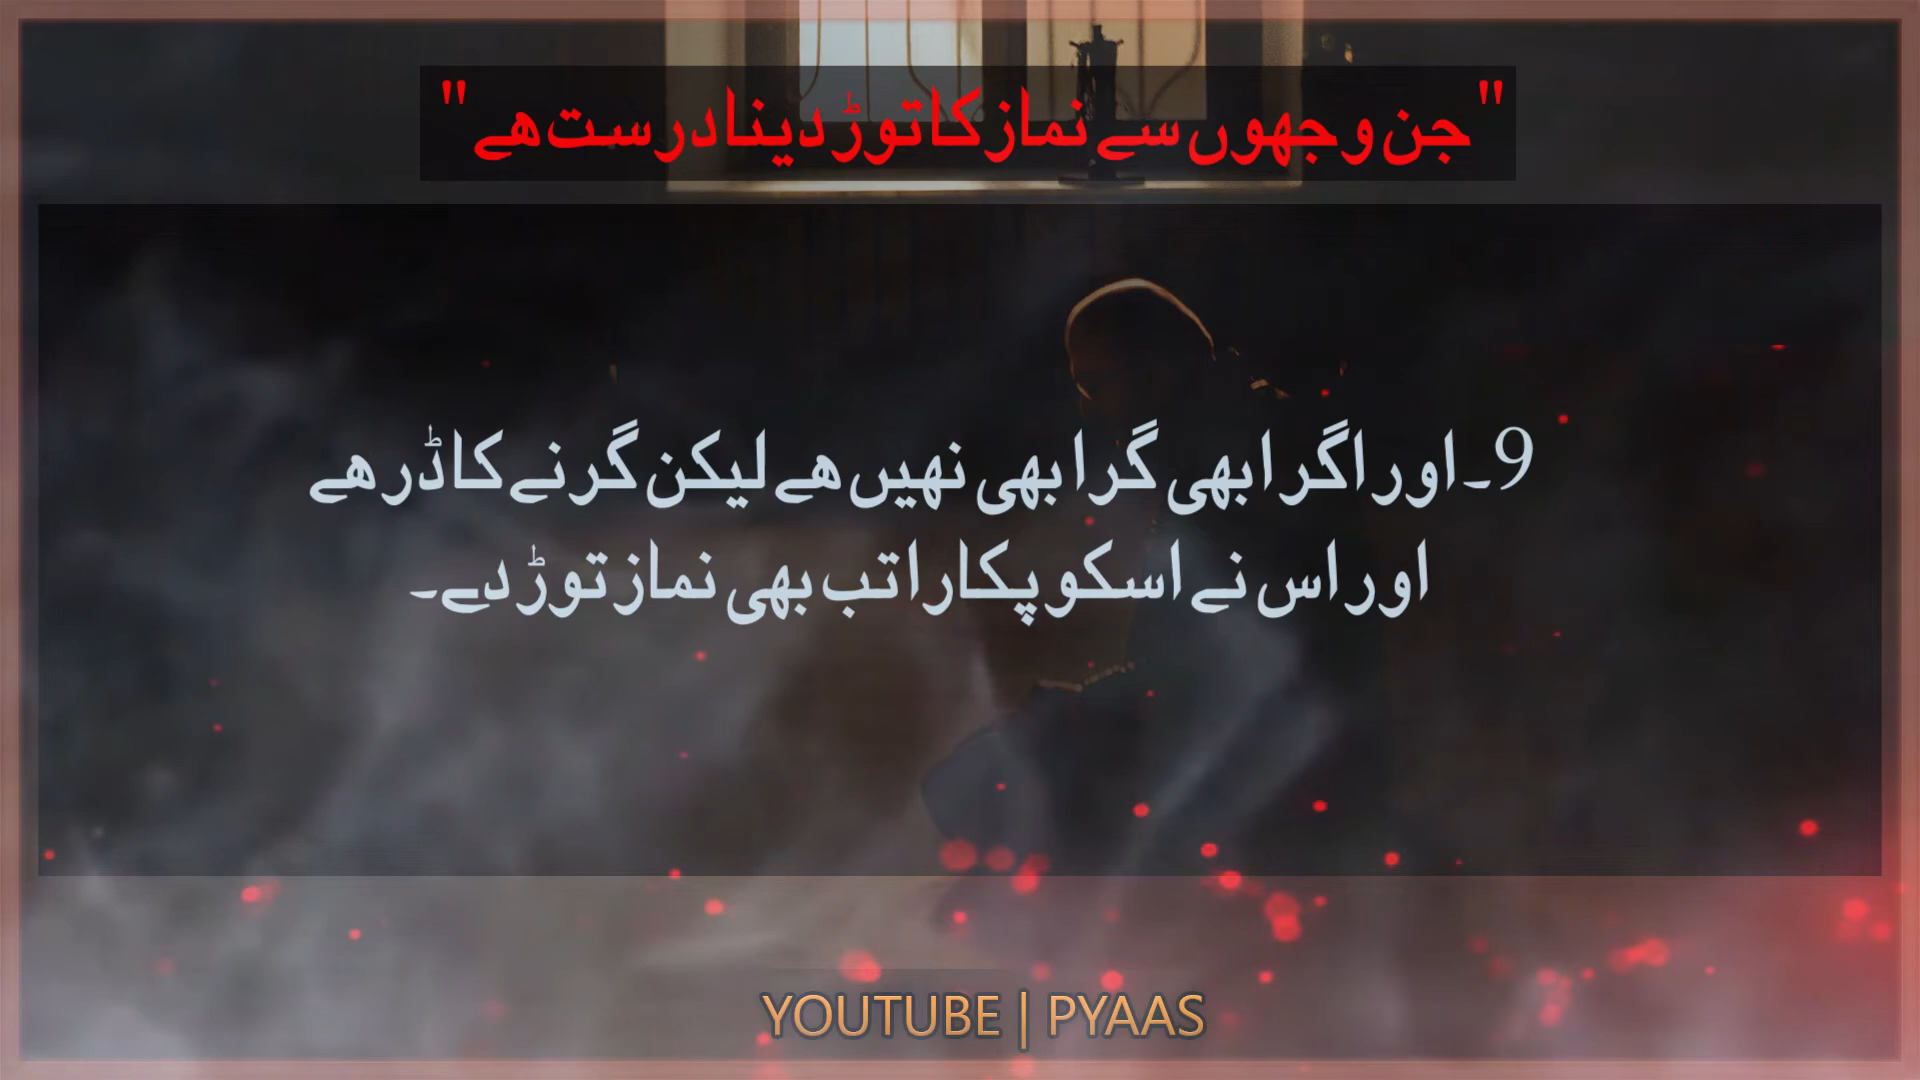 "جن وجھوں سے نماز کا توڑ دینا درست ھے"
9۔اور اگر ابھی گرا بھی نھیں ھے لیکن گرنے کا ڈر ھے
اور اس نے اسکو پکارا تب بھی نماز توڑ دے۔
YOUTUBE | PYAAS